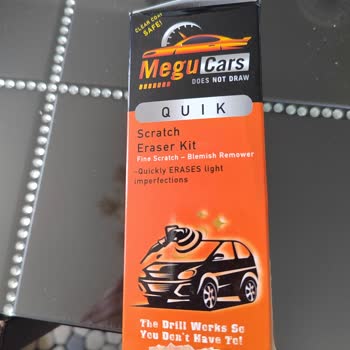 CLEAR COAT
SAFE!
MeguCars
DOES NOT DRAW
QUIK
Scratch
Eraser Kit
Fine Scratch – Blemish Remower
-Quickly ERASES light
imperfections
The Drill Works So
You Don't Have To!